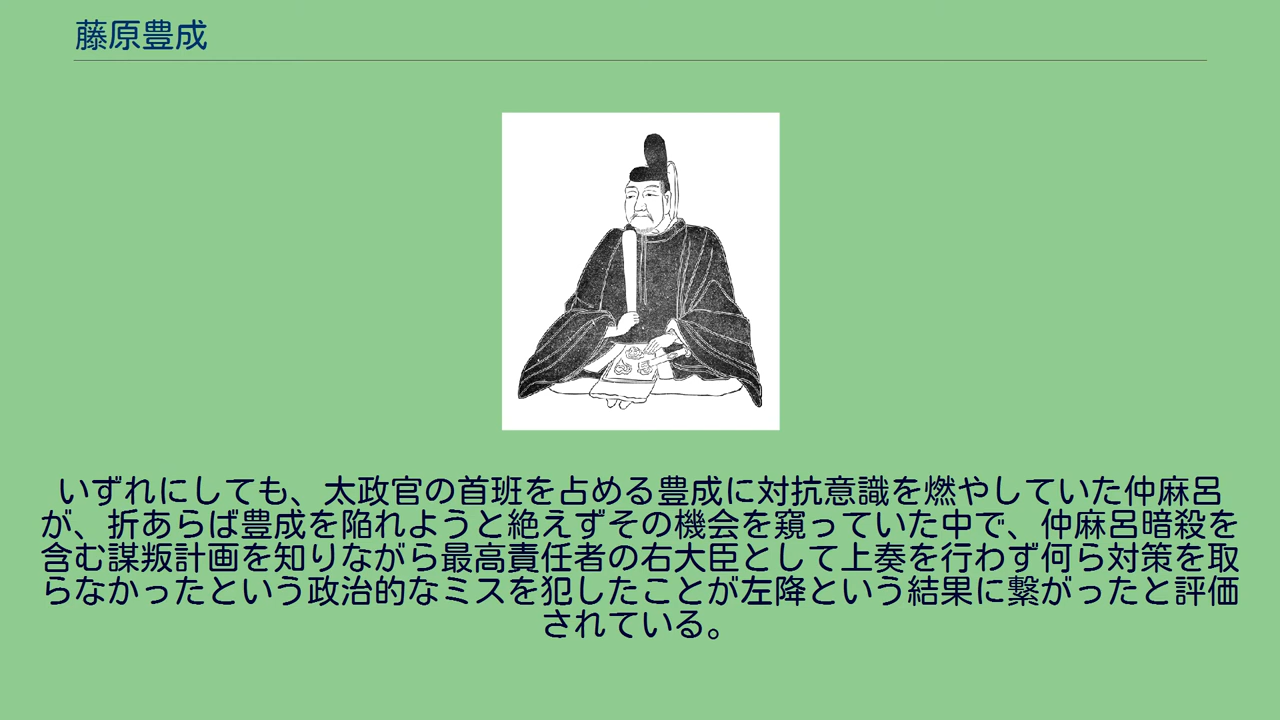 藤原豊成
いずれにしても、太政官の首班を占める豊成に対抗意識を燃やしていた仲麻呂
が、折あらば豊成を陥れようと絶えずその機会を窺っていた中で、仲麻呂暗殺を
含む謀叛計画を知りながら最高責任者の右大臣として上奏を行わず何ら対策を取
らなかったという政治的なミスを犯したことが左降という結果に繋がったと評価
されている。